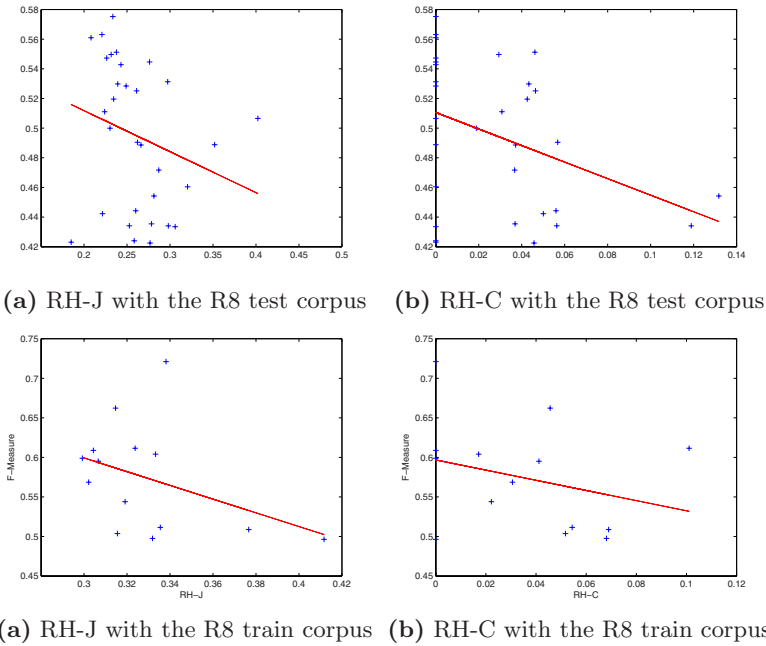 0.58
0.56
0.54
0.52
0.5
0.48
0.46
0.44
0.42
0.2 0.25 0.3 0.35 0.4 0.45 0.5
(a) RH-J with the R8 test corpus
0.58
0.56
0.54
0.52
0.5
0.48
0.46
0.44
0.42
0 0.02 0.04 0.06 0.08 0.1 0.12 0.14
(b) RH-C with the R8 test corpus
0.75
0.7
0.65
0.6
0.55
0.5
0.45
F-Measure
0.3 0.32 0.34 0.36 0.38 0.4 0.42
RH-J
(a) RH-J with the R8 train corpus
0.75
0.7
0.65
0.6
0.55
0.5
0.45
F-Measure
0 0.02 0.04 0.06 0.08 0.1 0.12
RH-C
(b) RH-C with the R8 train corpus